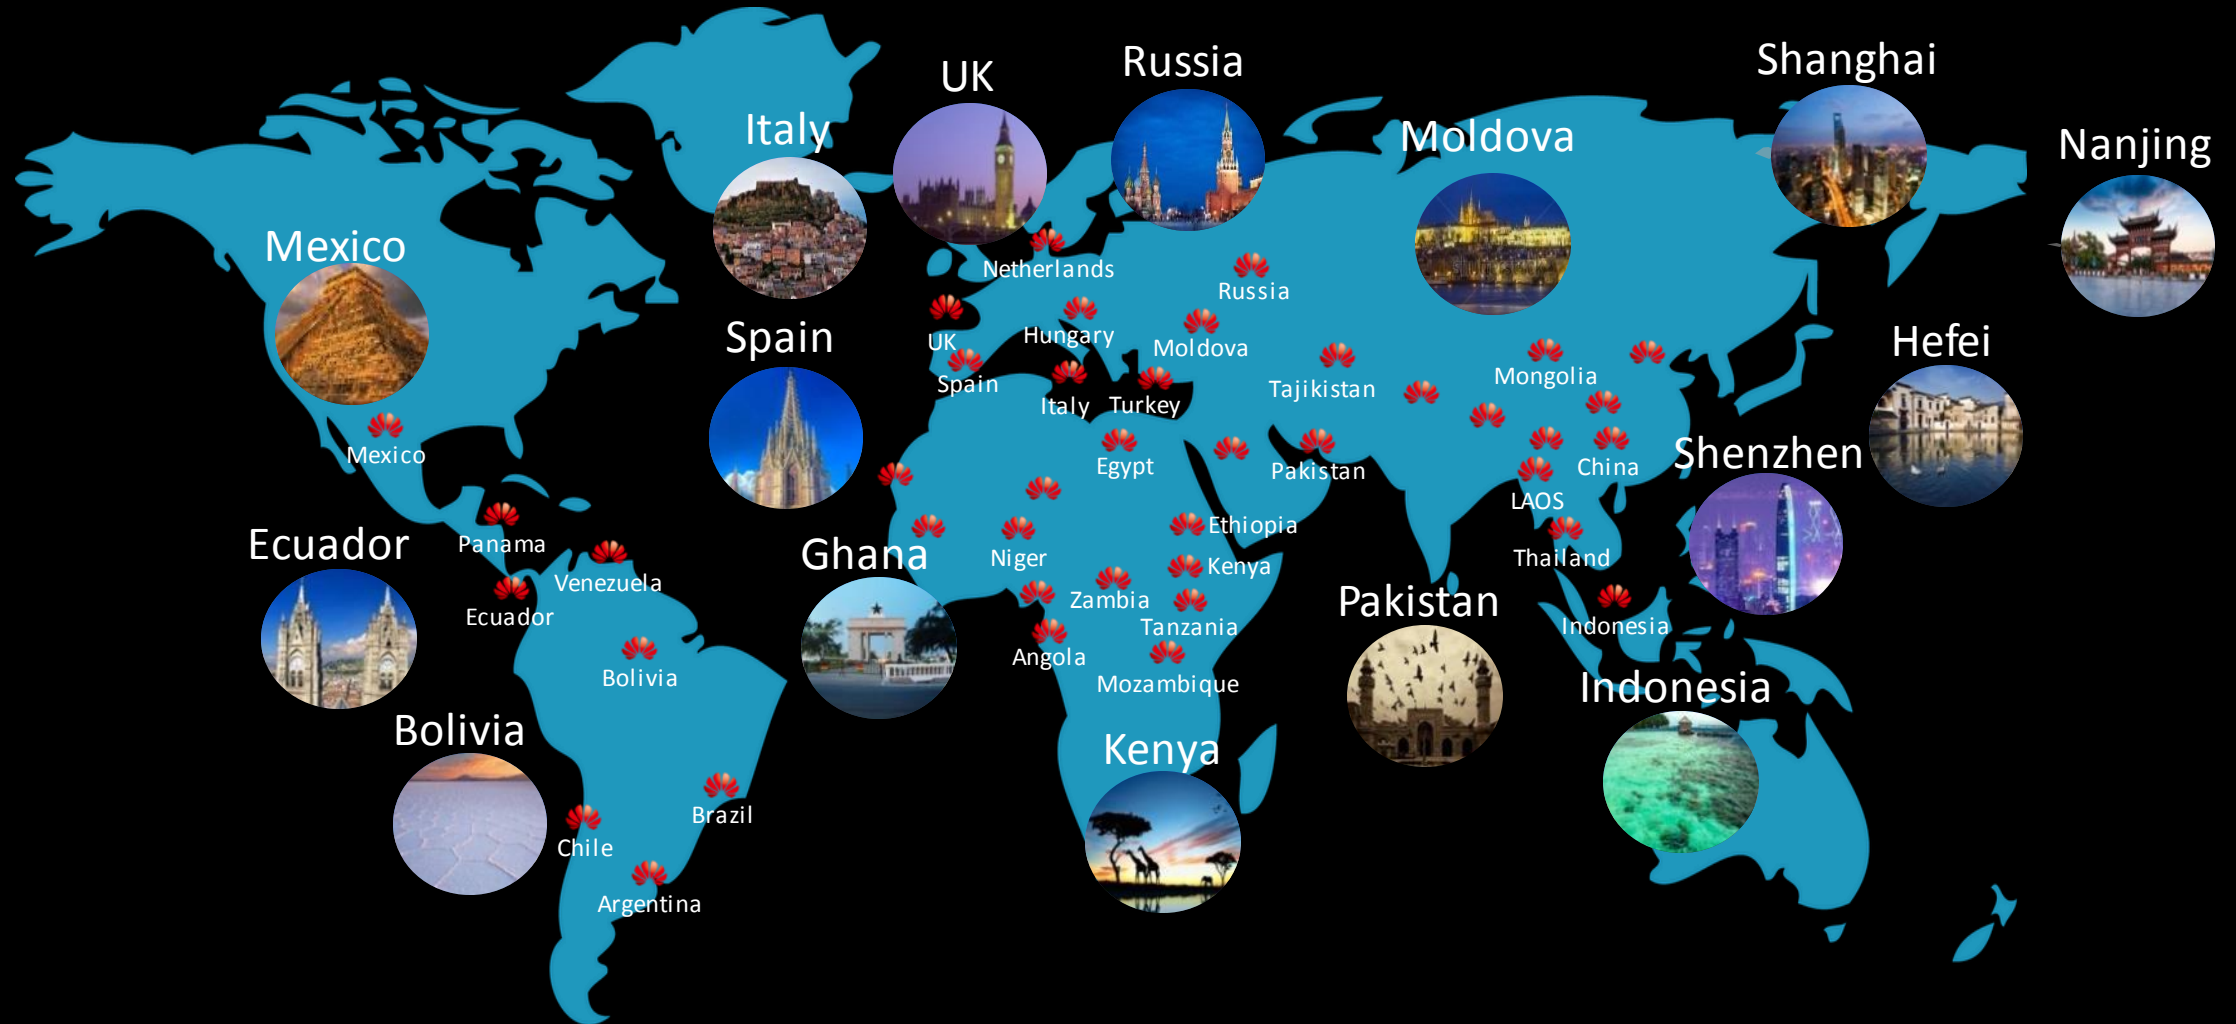 Shanghai
Russia
UK
Italy
Moldova
Nanjing
Mexico
Netherlands
Russia
Spain
UK
Hungary
Moldova
Hefei
Spain
Italy
Turkey
Tajikistan
Mongolia
Mexico
Egypt
Pakistan
China
Shenzhen
LAOS
Ecuador
Panama
Venezuela
Ecuador
Ghana
Niger
Ethiopia
Kenya
Thailand
Zambia
Tanzania
Pakistan
Indonesia
Angola
Bolivia
Mozambique
Indonesia
Bolivia
Kenya
Brazil
Chile
Argentina